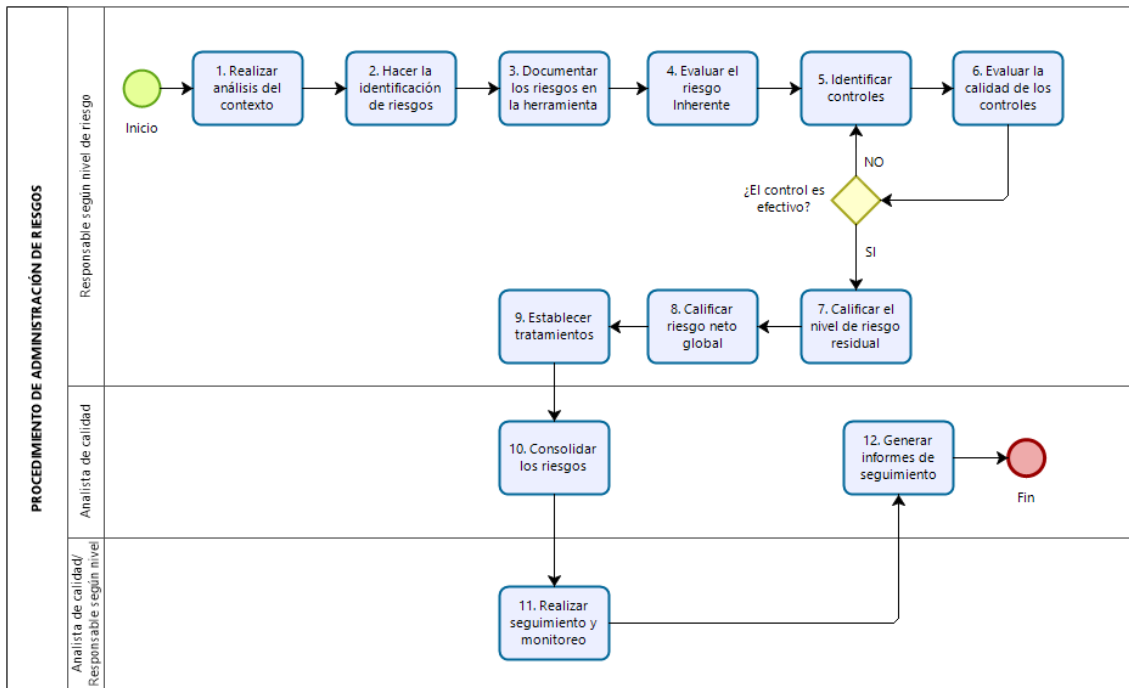 PROCEDIMIENTO DE ADMINISTRACIÓN DE RIESGOS
Responsable según nivel de riesgo
Inicio
1. Realizar
análisis del
contexto
2. Hacer la
identificación
de riesgos
3. Documentar
los riesgos en
la herramienta
4. Evaluar el
riesgo
Inherente
5. Identificar
controles
6. Evaluar la
calidad de los
controles
NO
¿El control es
efectivo?
SI
7. Calificar el
nivel de riesgo
residual
8. Calificar
riesgo neto
global
9. Establecer
tratamientos
Analista de calidad
10. Consolidar
los riesgos
12. Generar
informes de
seguimiento
Fin
Analista de calidad/
Responsable según nivel
11. Realizar
seguimiento y
monitoreo